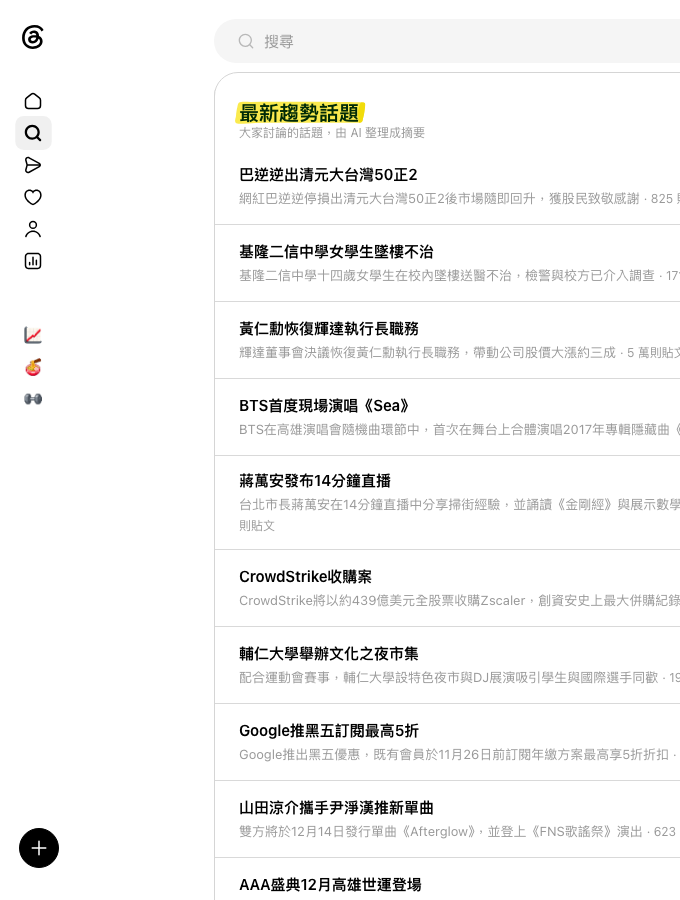 搜尋
最新趨勢話題
大家討論的話題，由 AI 整理成摘要
巴逆逆出清元大台灣50正2
網紅巴逆逆停損出清元大台灣50正2後市場隨即回升，獲股民致敬感謝 · 825
基隆二信中學女學生墜樓不治
基隆二信中學十四歲女學生在校內墜樓送醫不治，檢警與校方已介入調查 · 17
黃仁勳恢復輝達執行長職務
輝達董事會決議恢復黃仁勳執行長職務，帶動公司股價大漲約三成 · 5 萬則貼文
BTS首度現場演唱《Sea》
BTS在高雄演唱會隨機曲環節中，首次在舞台上合體演唱2017年專輯隱藏曲《
蔣萬安發布14分鐘直播
台北市長蔣萬安在14分鐘直播中分享掃街經驗，並誦讀《金剛經》與展示數學
則貼文
CrowdStrike收購案
CrowdStrike將以約439億美元全股票收購Zscaler，創資安史上最大併購紀錄
輔仁大學舉辦文化之夜市集
配合運動會賽事，輔仁大學設特色夜市與DJ展演吸引學生與國際選手同歡 · 19
Google推黑五訂閱最高5折
Google推出黑五優惠，既有會員於11月26日前訂閱年繳方案最高享5折折扣 ·
山田涼介攜手尹淨漢推新單曲
雙方將於12月14日發行單曲《Afterglow》，並登上《FNS歌謠祭》演出 · 623
AAA盛典12月高雄世運登場